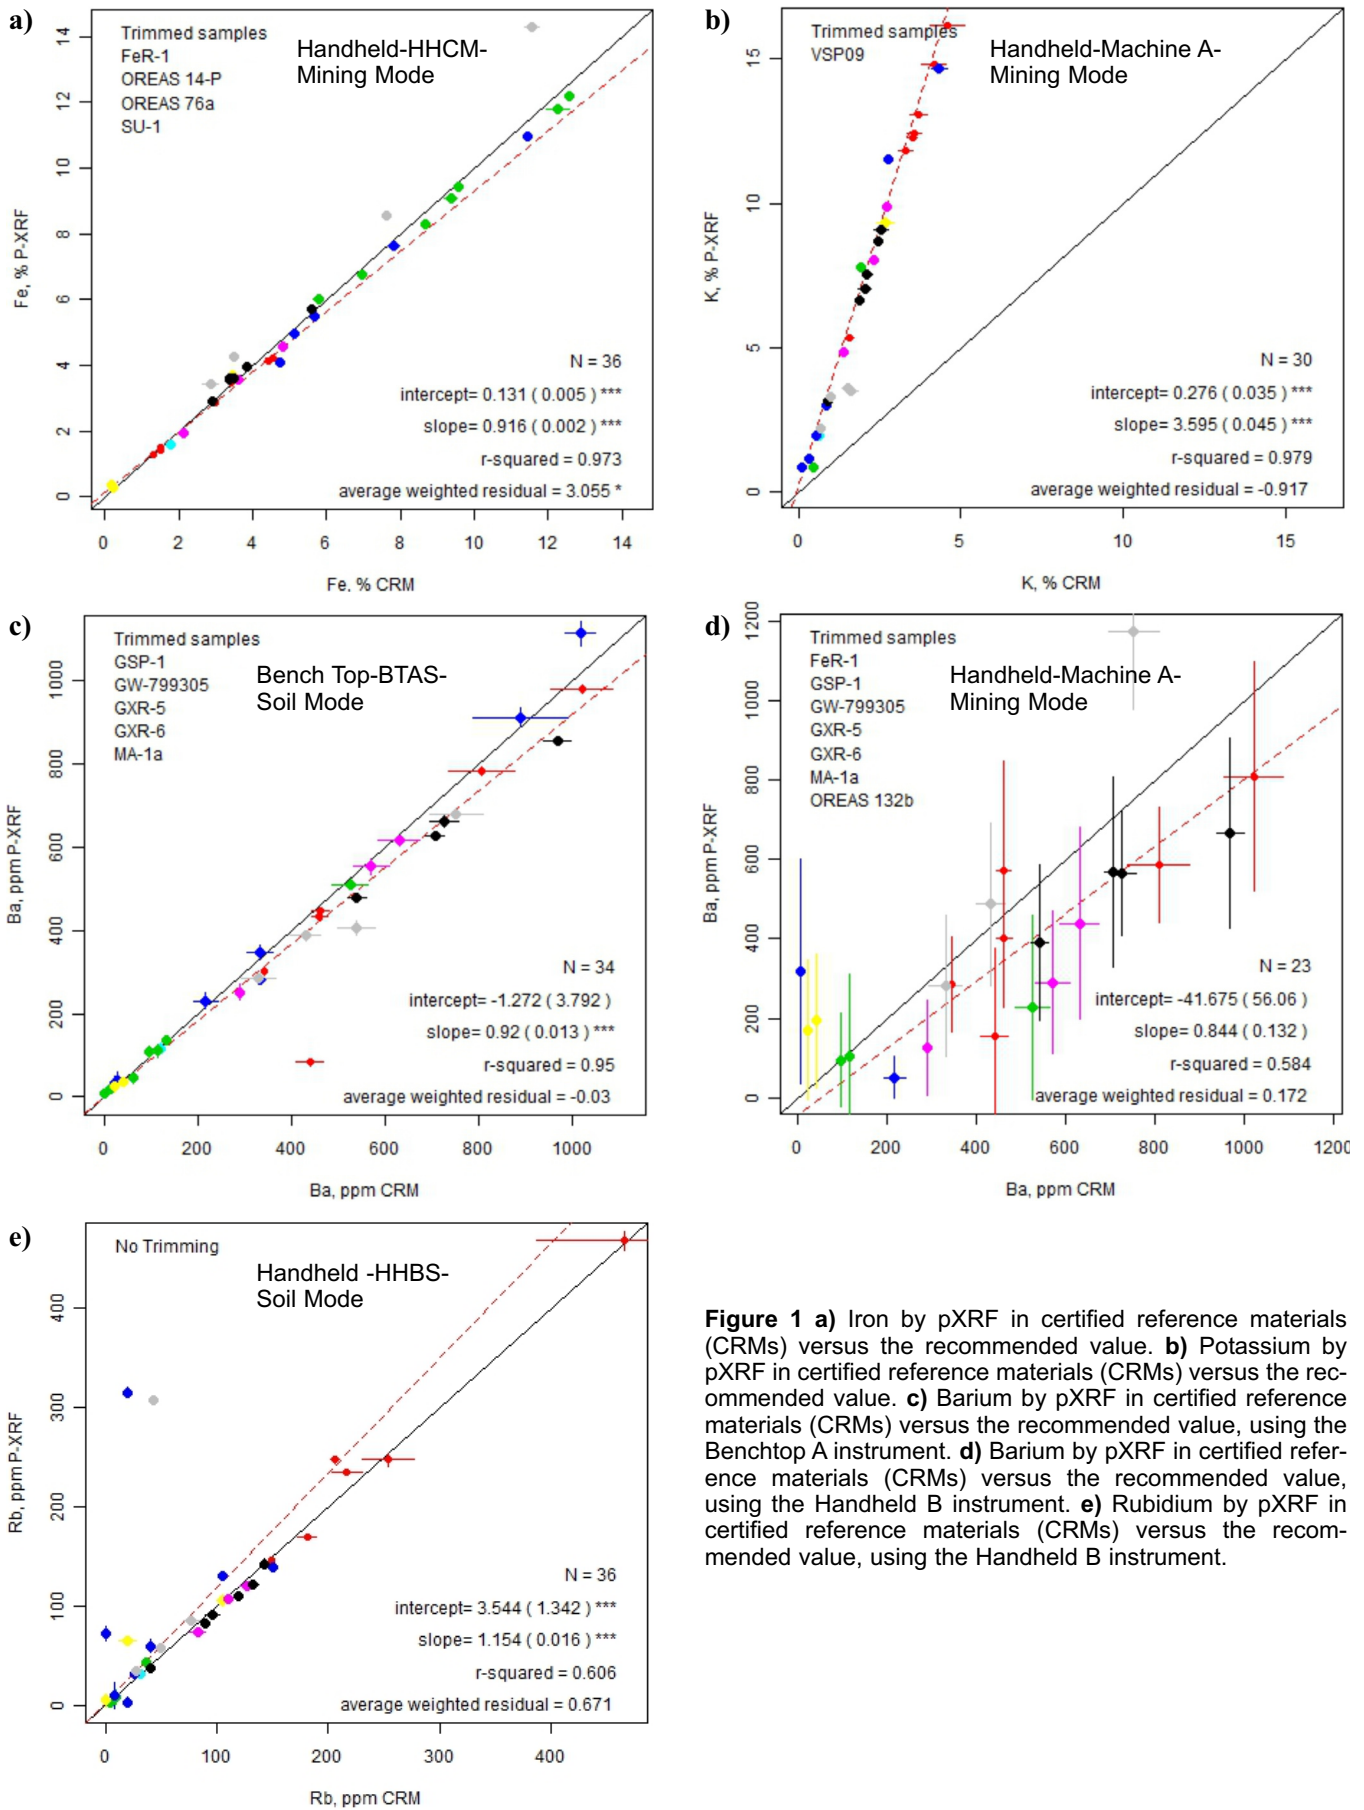 a)
Trimmed samples
FeR-1
OREAS 14-P
OREAS 76a
SU-1
Handheld-HHCM-
Mining Mode
N = 36
intercept= 0.131 ( 0.005 ) ***
slope= 0.916 ( 0.002 ) ***
r-squared = 0.973
average weighted residual = 3.055 *
Fe, % P-XRF
0 2 4 6 8 10 12 14
0 2 4 6 8 10 12 14
Fe, % CRM
b)
Trimmed samples
VSP09
Handheld-Machine A-
Mining Mode
N = 30
intercept= 0.276 ( 0.035 ) ***
slope= 3.595 ( 0.045 ) ***
r-squared = 0.979
average weighted residual = -0.917
K, % P-XRF
0 5 10 15
0 5 10 15
K, % CRM
c)
Trimmed samples
GSP-1
GW-799305
GXR-5
GXR-6
MA-1a
Bench Top-BTAS-
Soil Mode
N = 34
intercept= -1.272 ( 3.792 )
slope= 0.92 ( 0.013 ) ***
r-squared = 0.95
average weighted residual = -0.03
Ba, ppm P-XRF
0 200 400 600 800 1000
0 200 400 600 800 1000
Ba, ppm CRM
d)
Trimmed samples
FeR-1
GSP-1
GW-799305
GXR-5
GXR-6
MA-1a
OREAS 132b
Handheld-Machine A-
Mining Mode
N = 23
intercept= -41.675 ( 56.06 )
slope= 0.844 ( 0.132 )
r-squared = 0.584
average weighted residual = 0.172
Ba, ppm P-XRF
0 200 400 600 800 1000 1200
0 200 400 600 800 1000 1200
Ba, ppm CRM
e)
No Trimming
Handheld -HHBS-
Soil Mode
N = 36
intercept= 3.544 ( 1.342 ) ***
slope= 1.154 ( 0.016 ) ***
r-squared = 0.606
average weighted residual = 0.671
Rb, ppm P-XRF
0 100 200 300 400
0 100 200 300 400
Rb, ppm CRM
Figure 1 a) Iron by pXRF in certified reference materials
(CRMs) versus the recommended value. b) Potassium by
pXRF in certified reference materials (CRMs) versus the rec-
ommended value. c) Barium by pXRF in certified reference
materials (CRMs) versus the recommended value, using the
Benchtop A instrument. d) Barium by pXRF in certified refer-
ence materials (CRMs) versus the recommended value,
using the Handheld B instrument. e) Rubidium by pXRF in
certified reference materials (CRMs) versus the recom-
mended value, using the Handheld B instrument.